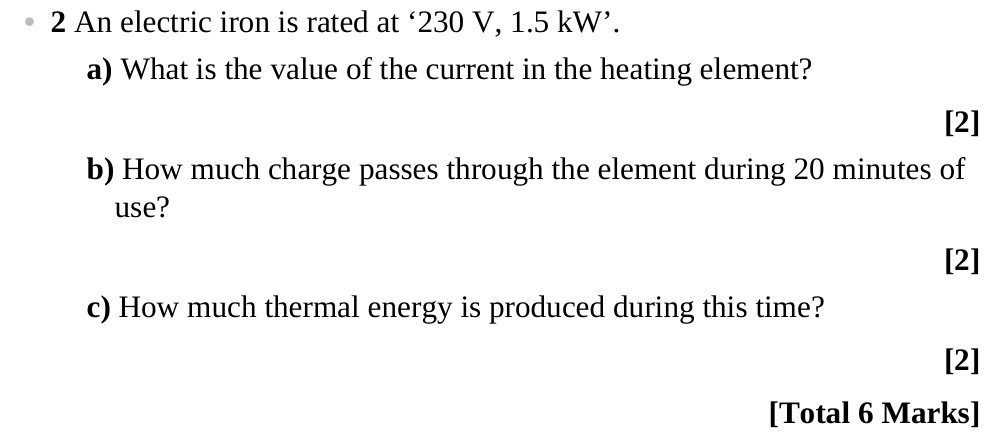 • 2 An electric iron is rated at ‘230 V, 1.5 kW’.
a) What is the value of the current in the heating element?
[2]
b) How much charge passes through the element during 20 minutes of
use?
[2]
c) How much thermal energy is produced during this time?
[2]
[Total 6 Marks]